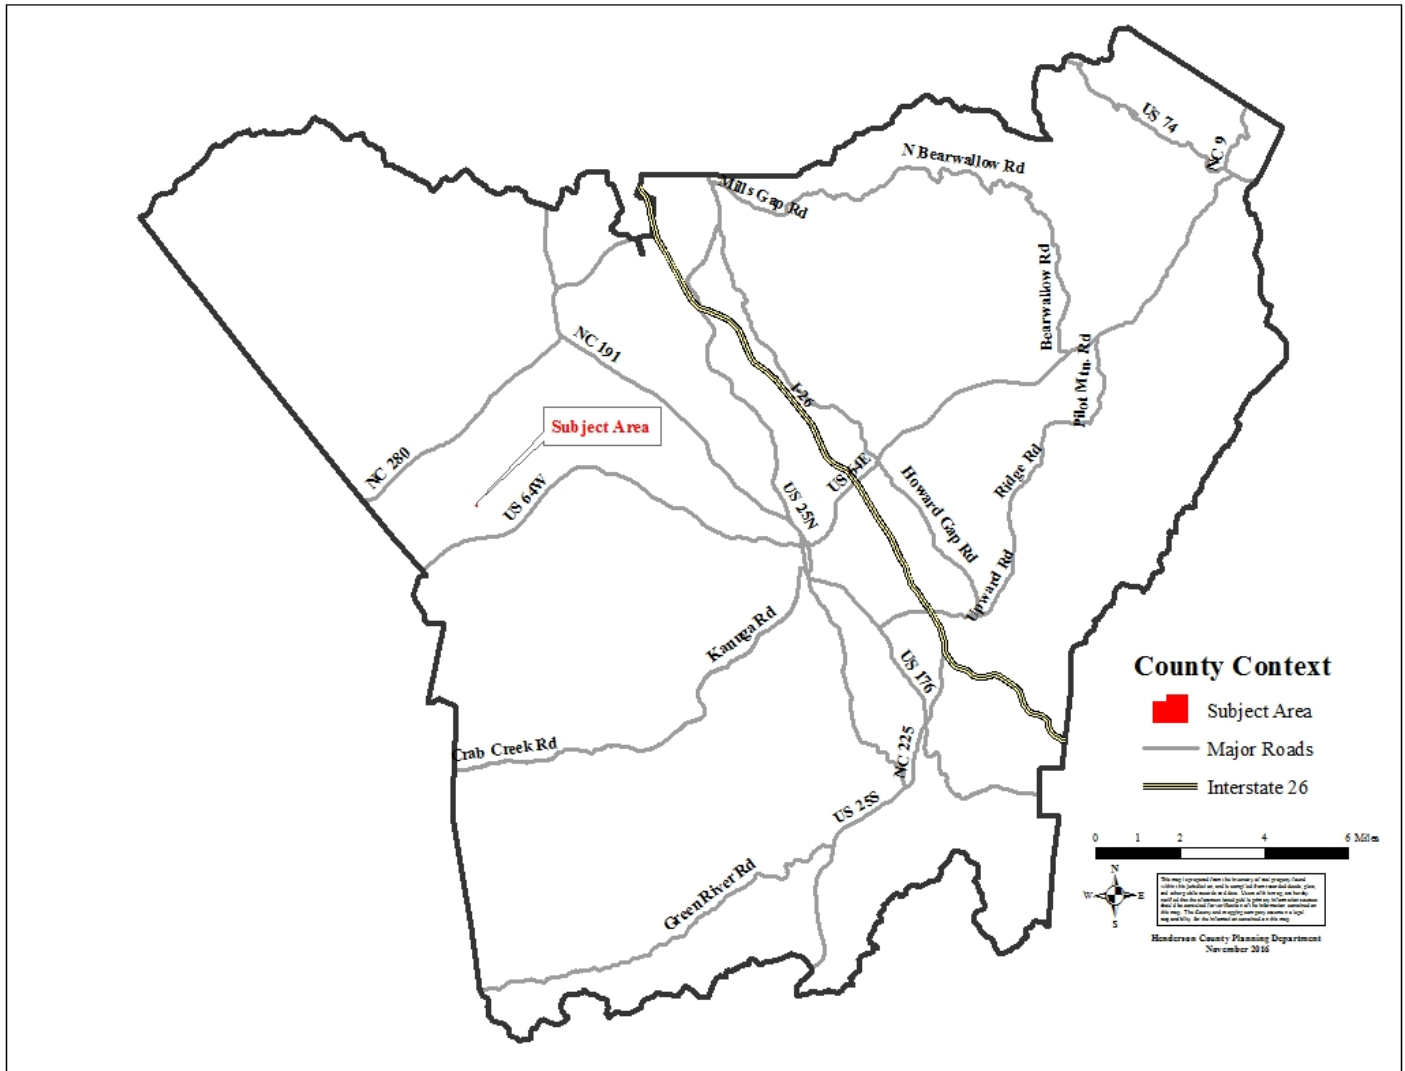 US 74
NC 9
N Bearwallow Rd
Mills Gap Rd
Bearwallow Rd
NC 191
Pilot Mtn. Rd
I-26
Subject Area
NC 280
US 64W
US 25N
US 64E
Howard Gap Rd
Ridge Rd
Upward Rd
Kanuga Rd
US 176
Crab Creek Rd
NC 225
US 25S
Green River Rd
County Context
Subject Area
Major Roads
Interstate 26
0 1 2 4 6 Miles
N
W E
S
Henderson County Planning Department
November 2016